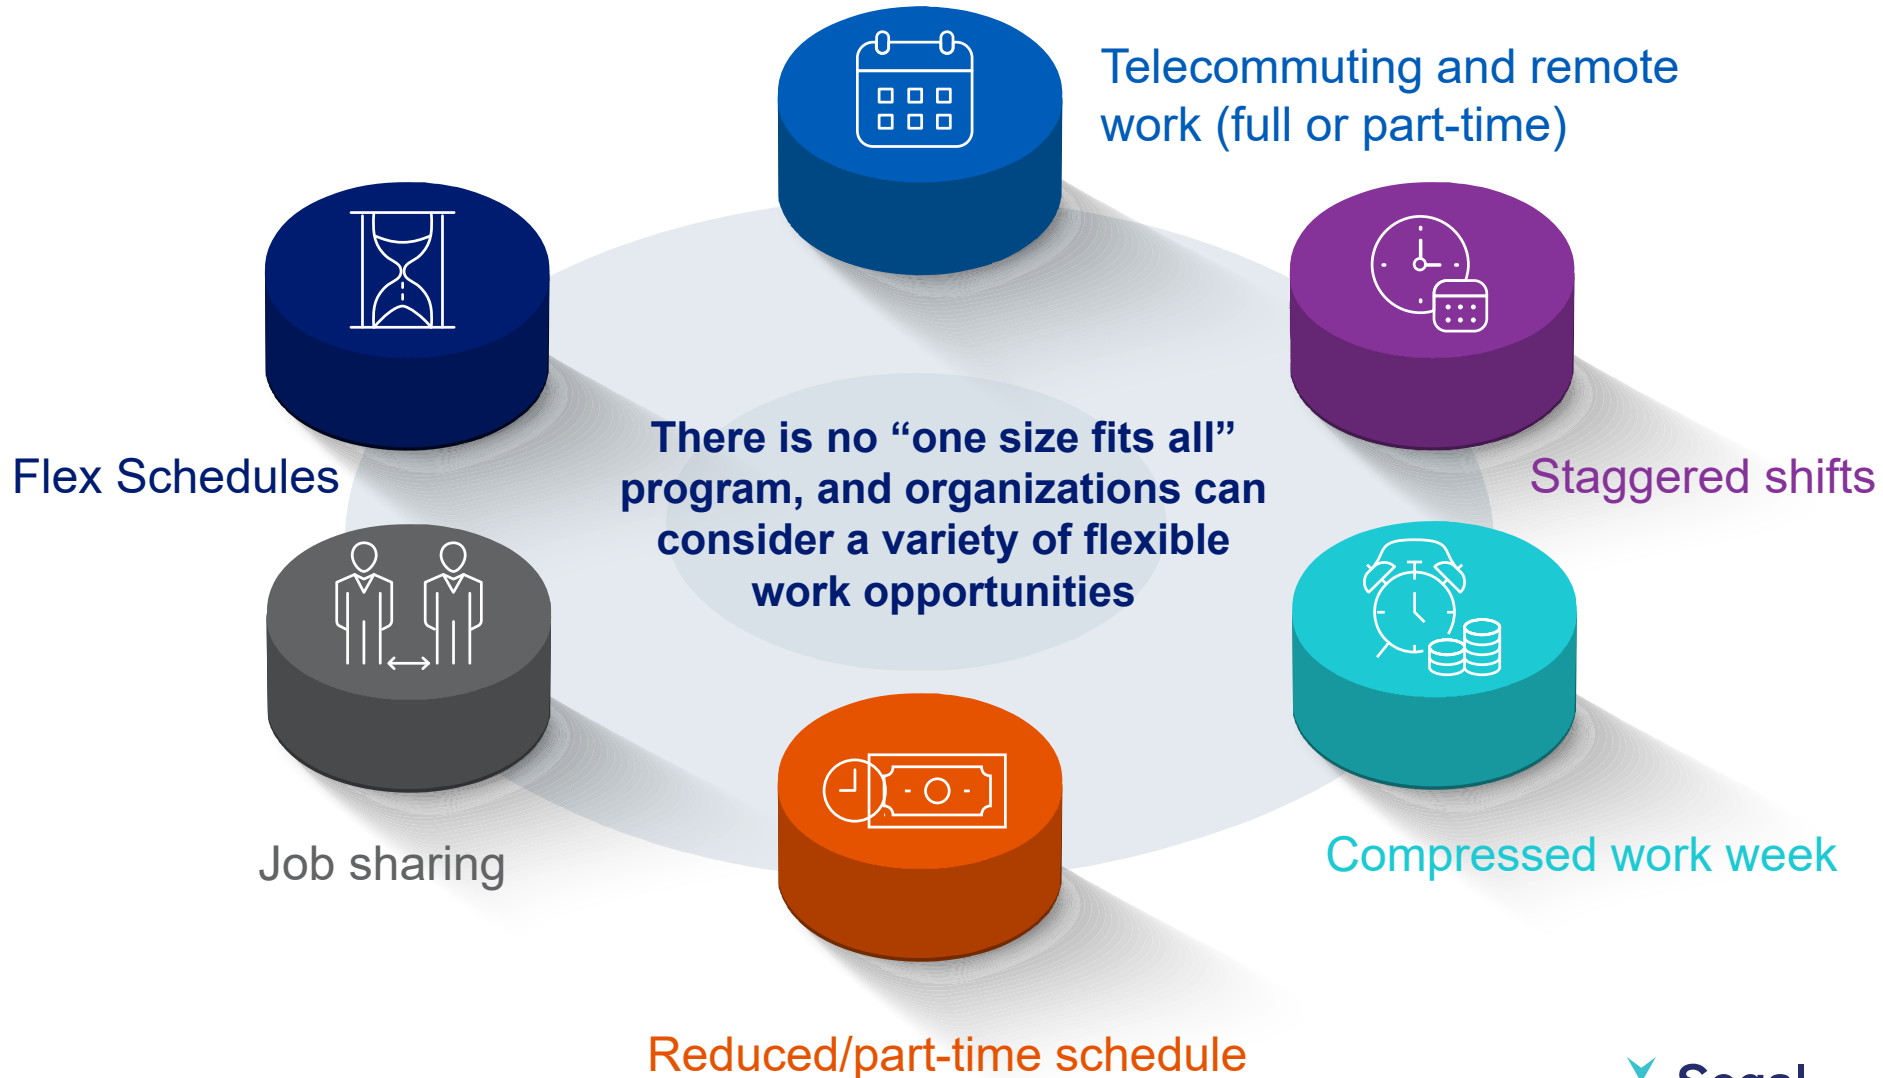 Telecommuting and remote
work (full or part-time)
Staggered shifts
Flex Schedules
There is no “one size fits all”
program, and organizations can
consider a variety of flexible
work opportunities
Job sharing
Compressed work week
Reduced/part-time schedule
Segal